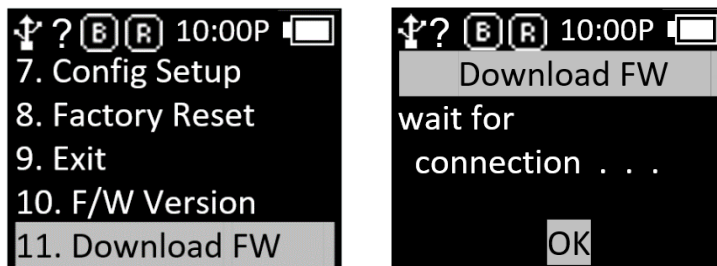 ? B R 10:00P
7. Config Setup
8. Factory Reset
9. Exit
10. F/W Version
11. Download FW
? B R 10:00P
Download FW
wait for
connection . . .
OK